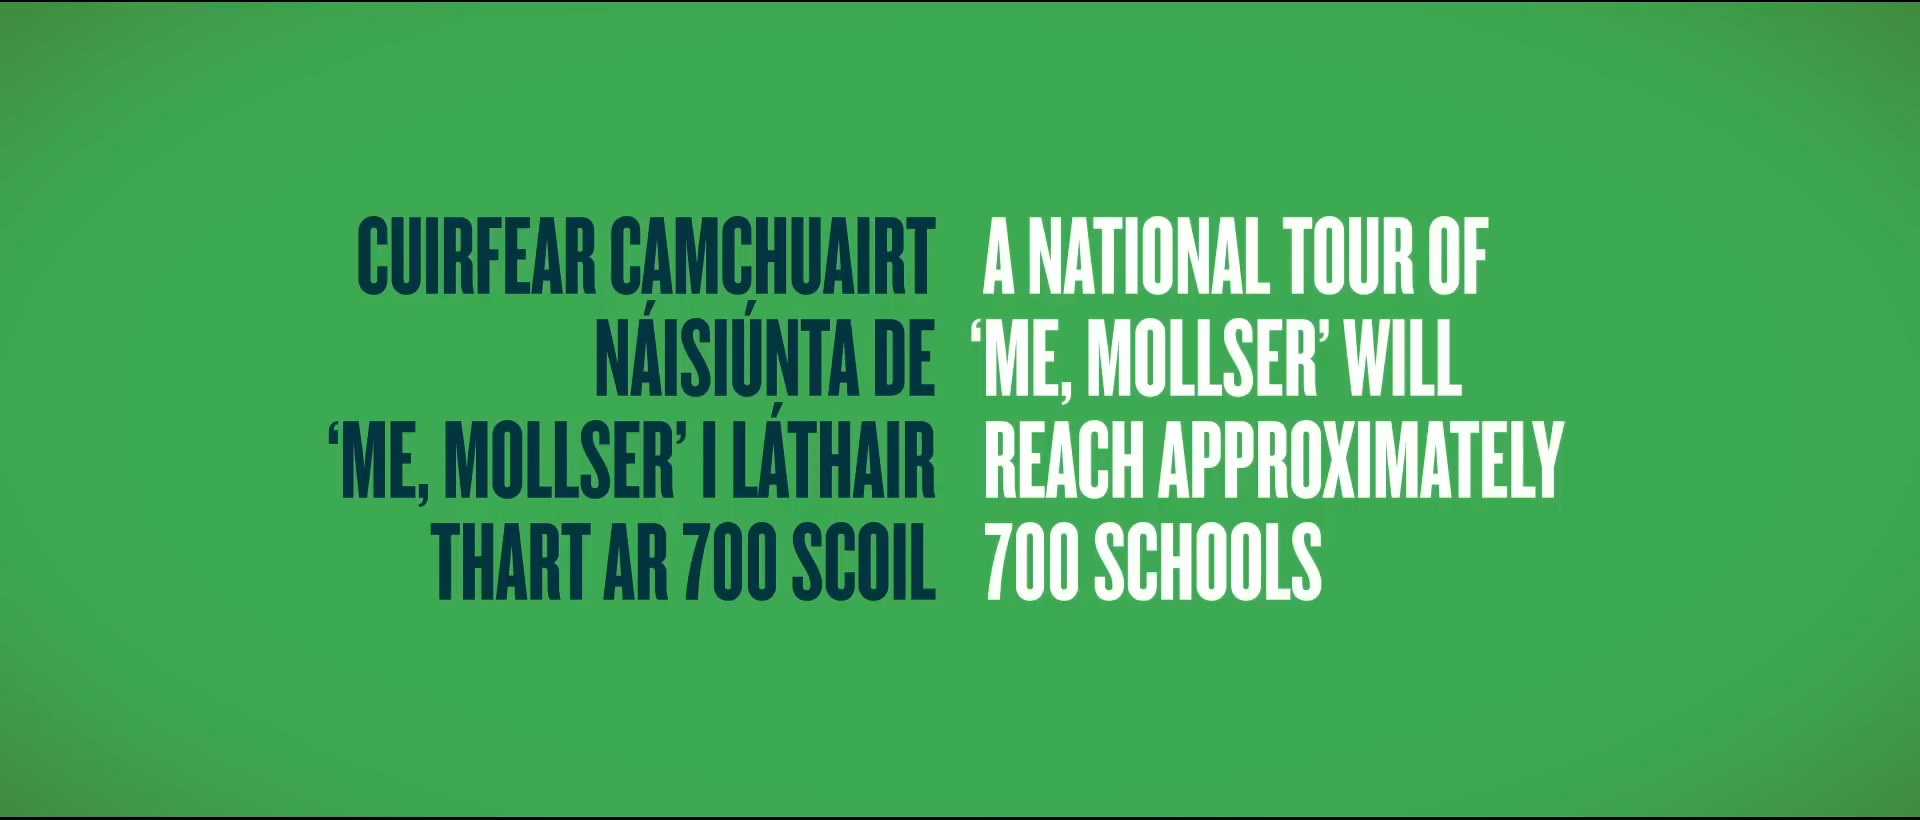 CUIRFEAR CAMCHUAIRT
NÁISIÚNTA DE
‘ME, MOLLSER’ I LÁTHAIR
THART AR 700 SCOIL
A NATIONAL TOUR OF
‘ME, MOLLSER’ WILL
REACH APPROXIMATELY
700 SCHOOLS